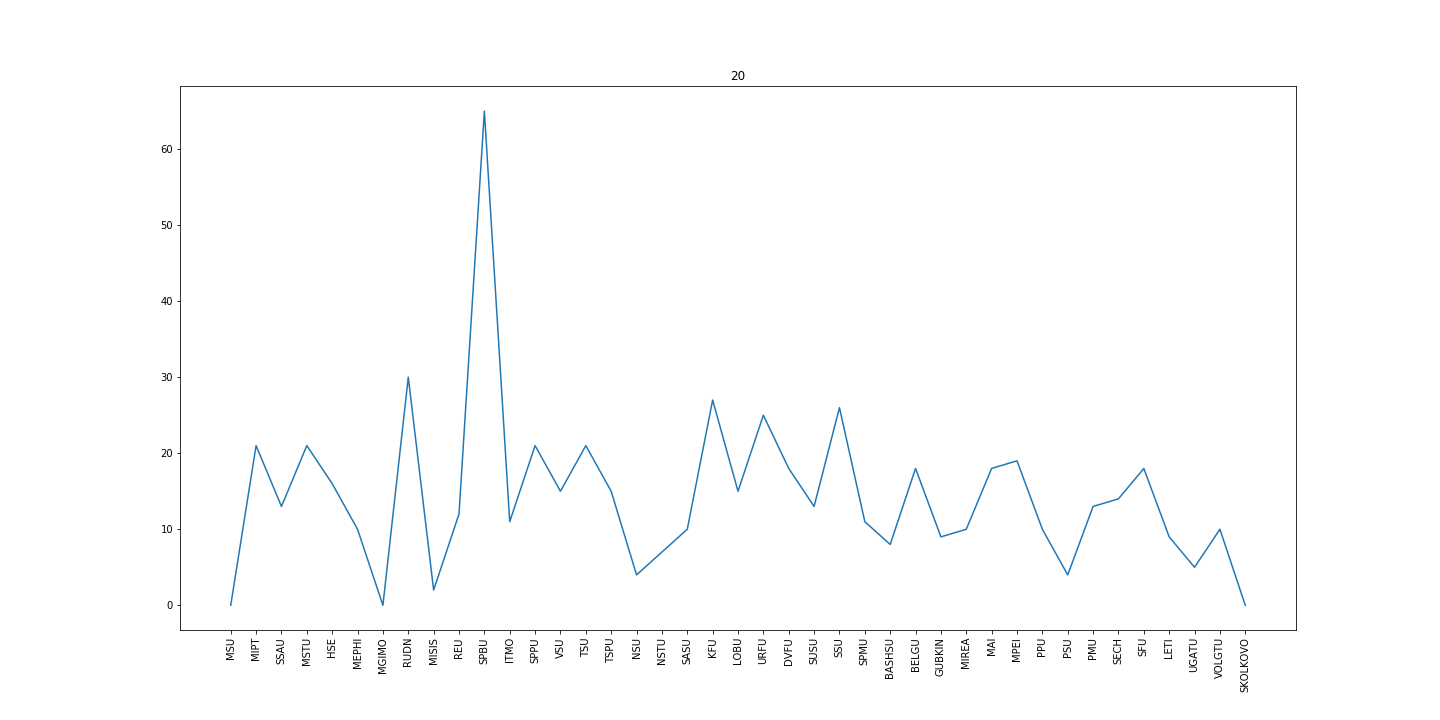 20
60
50
40
30
20
10
0
MSU
MIPT
SSAU
MSTU
HSE
MEPHI
MGIMO
RUDN
MISIS
REU
SPBU
ITMO
SPPU
VSU
TSU
TSPU
NSU
NSTU
SASU
KFU
LOBU
URFU
DVFU
SUSU
SSU
SPMU
BASHSU
BELGU
GUBKIN
MIREA
MAI
MPEI
PPU
PSU
PMU
SECH
SFU
LETI
UGATU
VOLGTU
SKOLKOVO